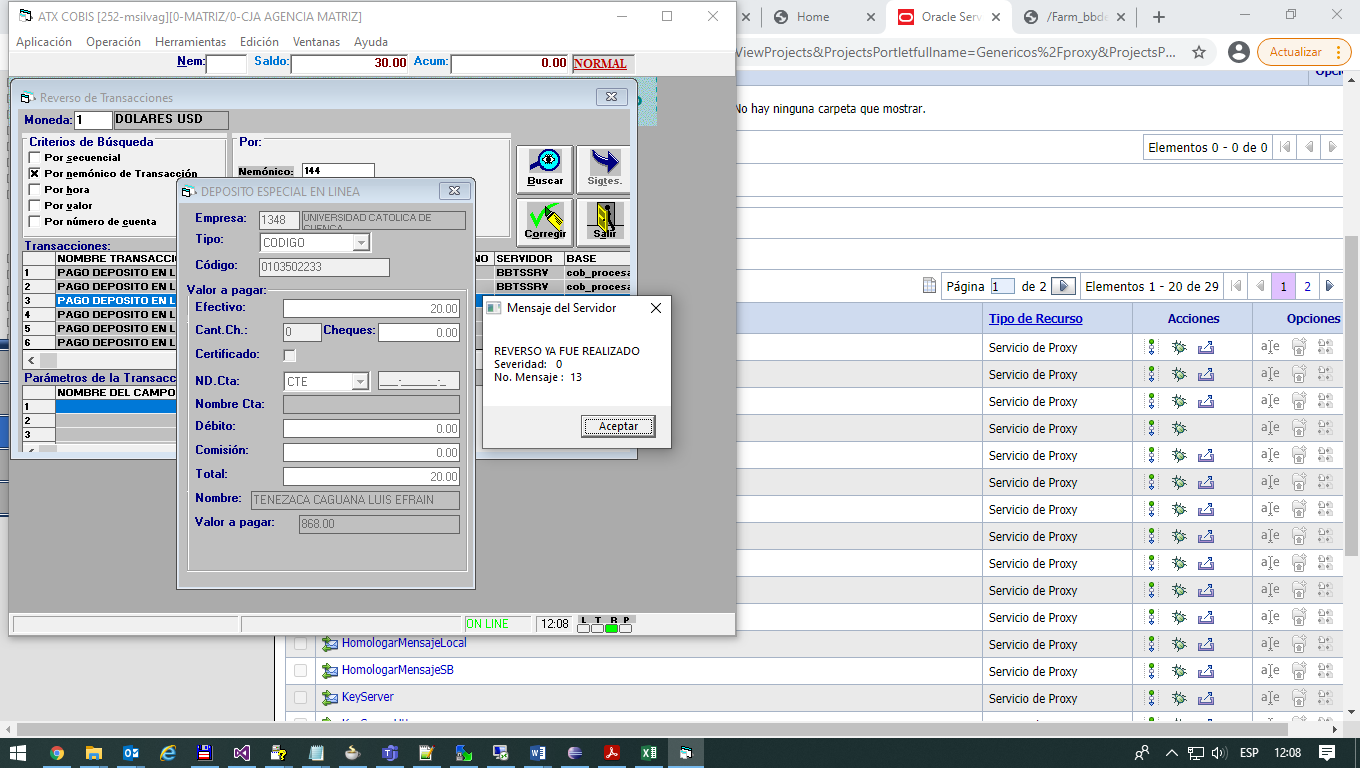 ATX COBIS [252-msilvag][0-MATRIZ/0-CJA AGENCIA MATRIZ]
Aplicación Operación Herramientas Edición Ventanas Ayuda
Nem: Saldo: 30.00 Acum: 0.00 NORMAL
Reverso de Transacciones
Moneda: 1 DOLARES USD
Criterios de Búsqueda
Por secuencial
Por nemónico de Transacción
Por hora
Por valor
Por número de cuenta
Por:
Nemónico: 144
Buscar
Sigtes.
Corregir
Salir
Transacciones:
NOMBRE TRANSACCI NO SERVIDOR BASE
1 PAGO DEPOSITO EN L BBTSSRV cob_procesa
2 PAGO DEPOSITO EN L BBTSSRV cob_procesa
3 PAGO DEPOSITO EN L
4 PAGO DEPOSITO EN L
5 PAGO DEPOSITO EN L
6 PAGO DEPOSITO EN L
Parámetros de la Transacc
NOMBRE DEL CAMPO
1
2
3
DEPOSITO ESPECIAL EN LINEA
Empresa: 1348 UNIVERSIDAD CATOLICA DE CUENCA
Tipo: CODIGO
Código: 0103502233
Valor a pagar:
Efectivo: 20.00
Cant.Ch.: 0 Cheques: 0.00
Certificado:
ND.Cta: CTE
Nombre Cta:
Débito: 0.00
Comisión: 0.00
Total: 20.00
Nombre: TENEZACA CAGUANA LUIS EFRAIN
Valor a pagar: 868.00
Mensaje del Servidor
REVERSO YA FUE REALIZADO
Severidad: 0
No. Mensaje : 13
Aceptar
ON LINE 12:08 L T R P
Home
Oracle Serv
/Farm_bbde
ViewProjects&ProjectsPortletfullname=Genericos%2Fproxy&ProjectsP...
Actualizar
Opcio
No hay ninguna carpeta que mostrar.
Elementos 0 - 0 de 0
Página 1 de 2 Elementos 1 - 20 de 29 1 2
Tipo de Recurso Acciones Opciones
Servicio de Proxy
Servicio de Proxy
Servicio de Proxy
Servicio de Proxy
Servicio de Proxy
Servicio de Proxy
Servicio de Proxy
Servicio de Proxy
Servicio de Proxy
Servicio de Proxy
Servicio de Proxy
HomologarMensajeLocal Servicio de Proxy
HomologarMensajeSB Servicio de Proxy
KeyServer Servicio de Proxy
ESP 12:08